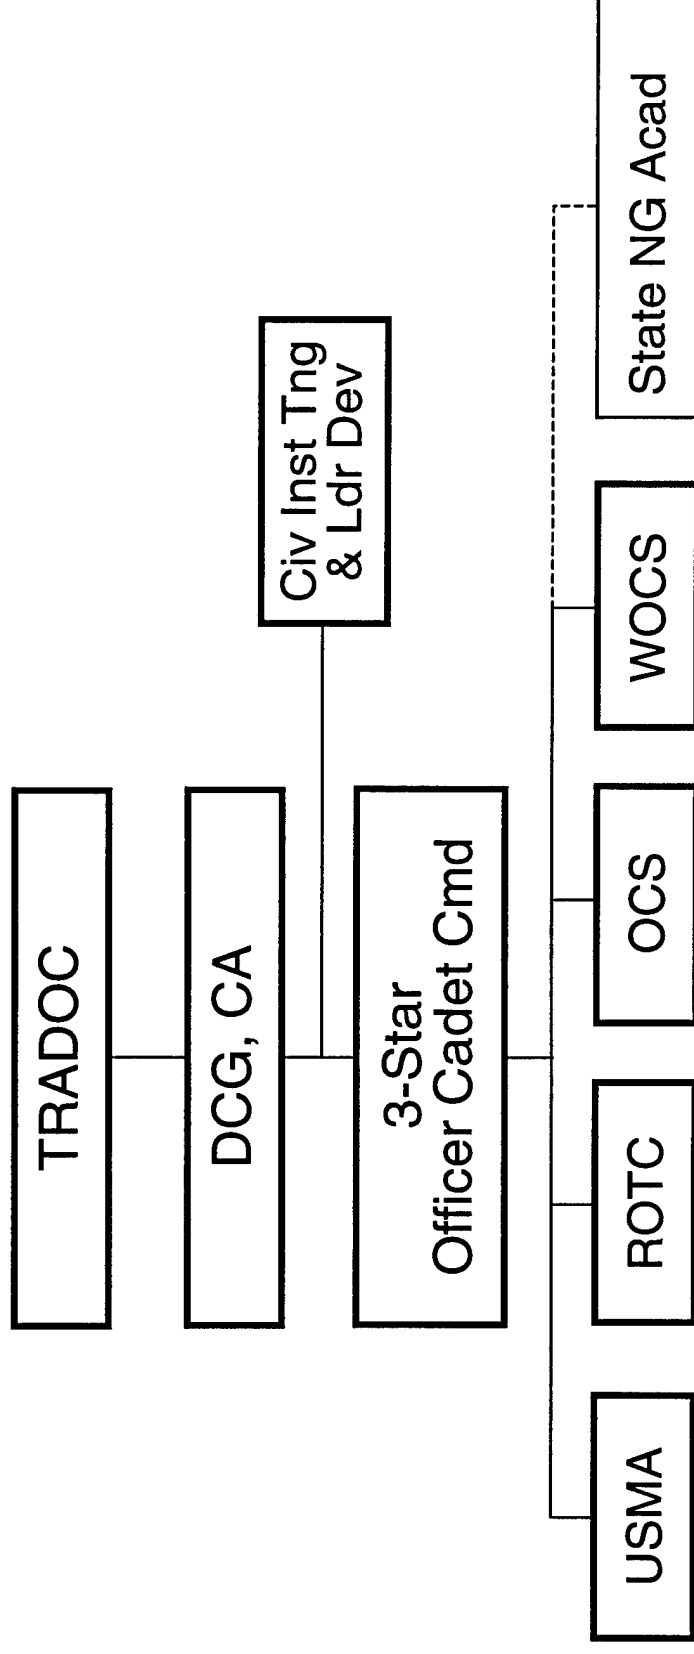 TRADOC
DCG, CA
Civ Inst Tng
& Ldr Dev
3-Star
Officer Cadet Cmd
USMA
ROTC
OCS
WOCS
State NG Acad